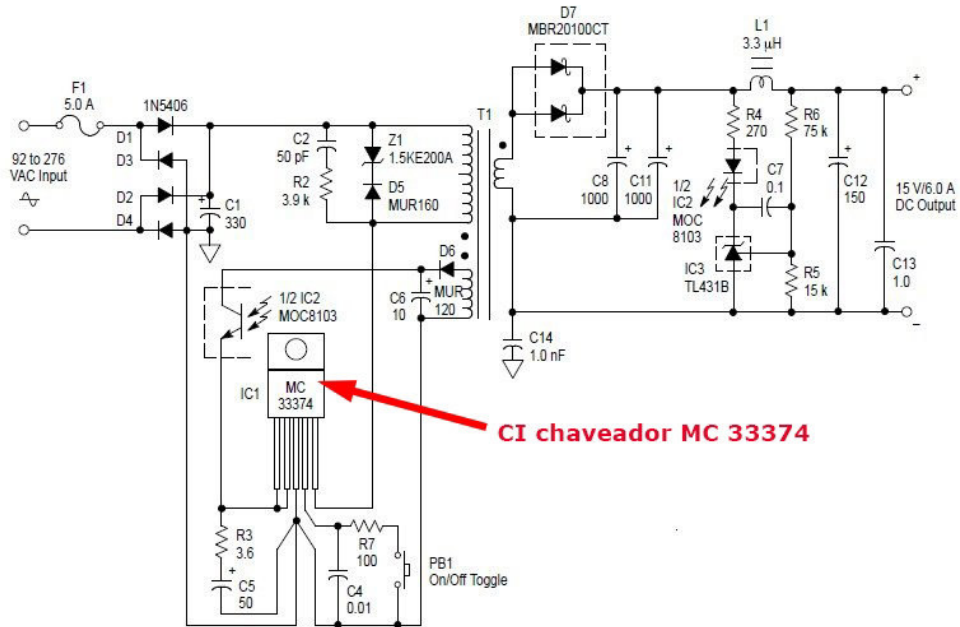 D7
MBR20100CT
L1
3.3 µH
F1
5.0 A
1N5406
D1
D3
D2
D4
92 to 276
VAC Input
C1
330
C2
50 pF
R2
3.9 k
Z1
1.5KE200A
D5
MUR160
T1
C8
1000
C11
1000
R4
270
R6
75 k
1/2
IC2
MOC
8103
C7
0.1
C12
150
15 V/6.0 A
DC Output
IC3
TL431B
R5
15 k
C13
1.0
D6
MUR
120
C6
10
C14
1.0 nF
1/2 IC2
MOC8103
IC1
MC
33374
CI chaveador MC 33374
R3
3.6
C5
50
R7
100
C4
0.01
PB1
On/Off Toggle